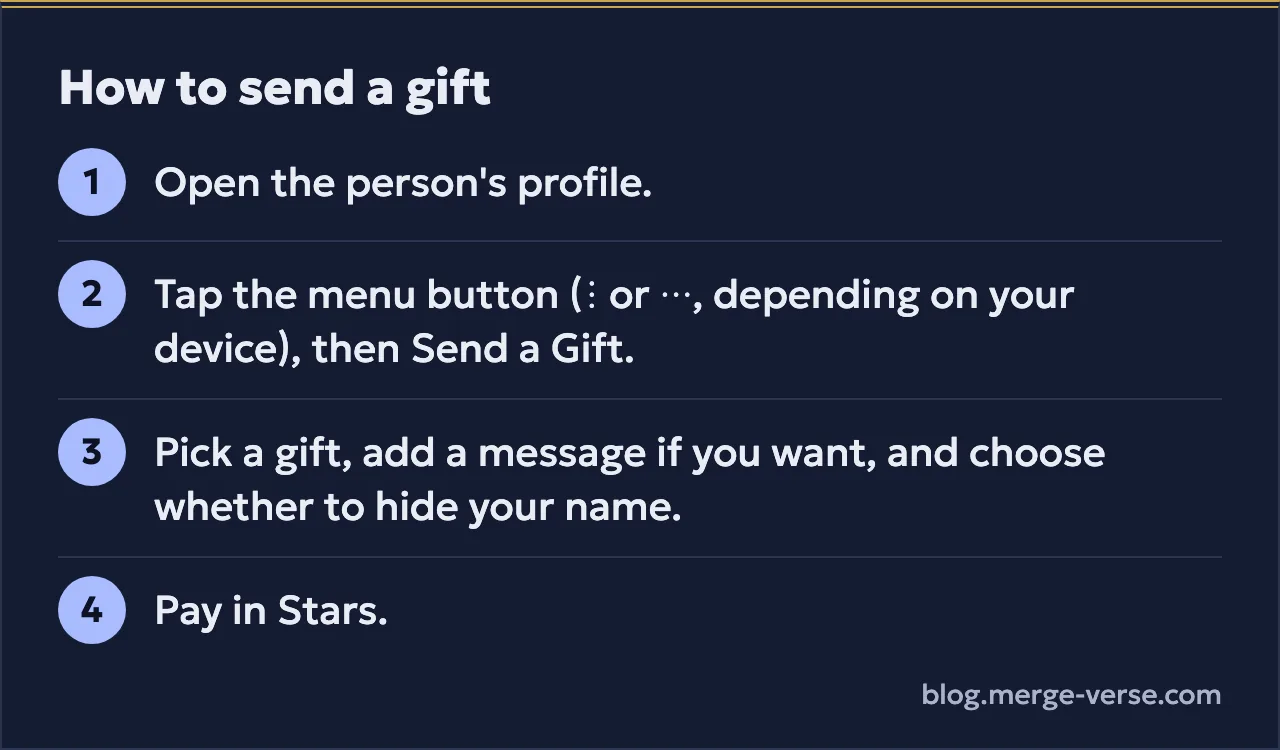 How to send a gift
1 Open the person's profile.
2 Tap the menu button (⋮ or ⋯, depending on your
device), then Send a Gift.
3 Pick a gift, add a message if you want, and choose
whether to hide your name.
4 Pay in Stars.
blog.merge-verse.com